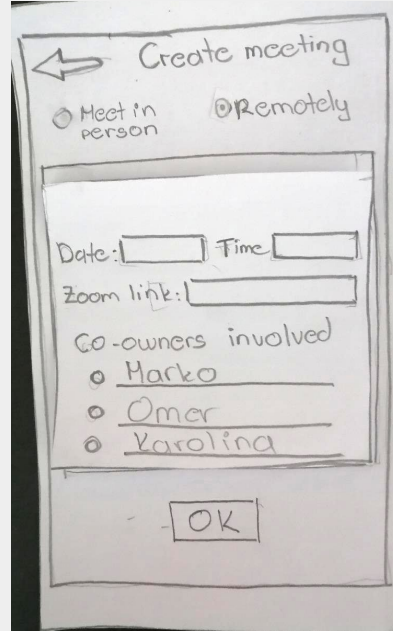 Create meeting
Meet in
person
Remotely
Date:
Time
Zoom link:
Co-owners involved
Marko
Omer
Karolina
OK